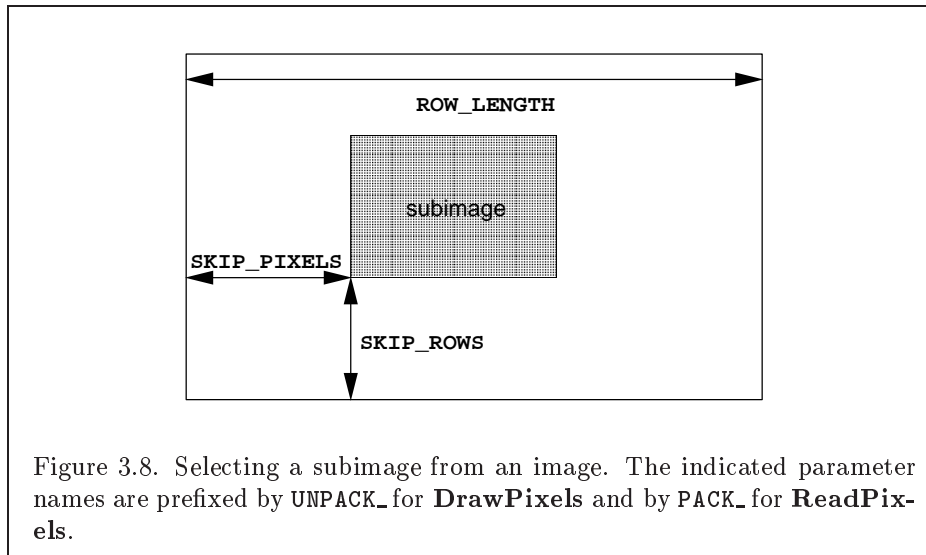 ROW_LENGTH
subimage
SKIP_PIXELS
SKIP_ROWS
Figure 3.8. Selecting a subimage from an image. The indicated parameter
names are prefixed by UNPACK_ for DrawPixels and by PACK_ for ReadPix-
els.